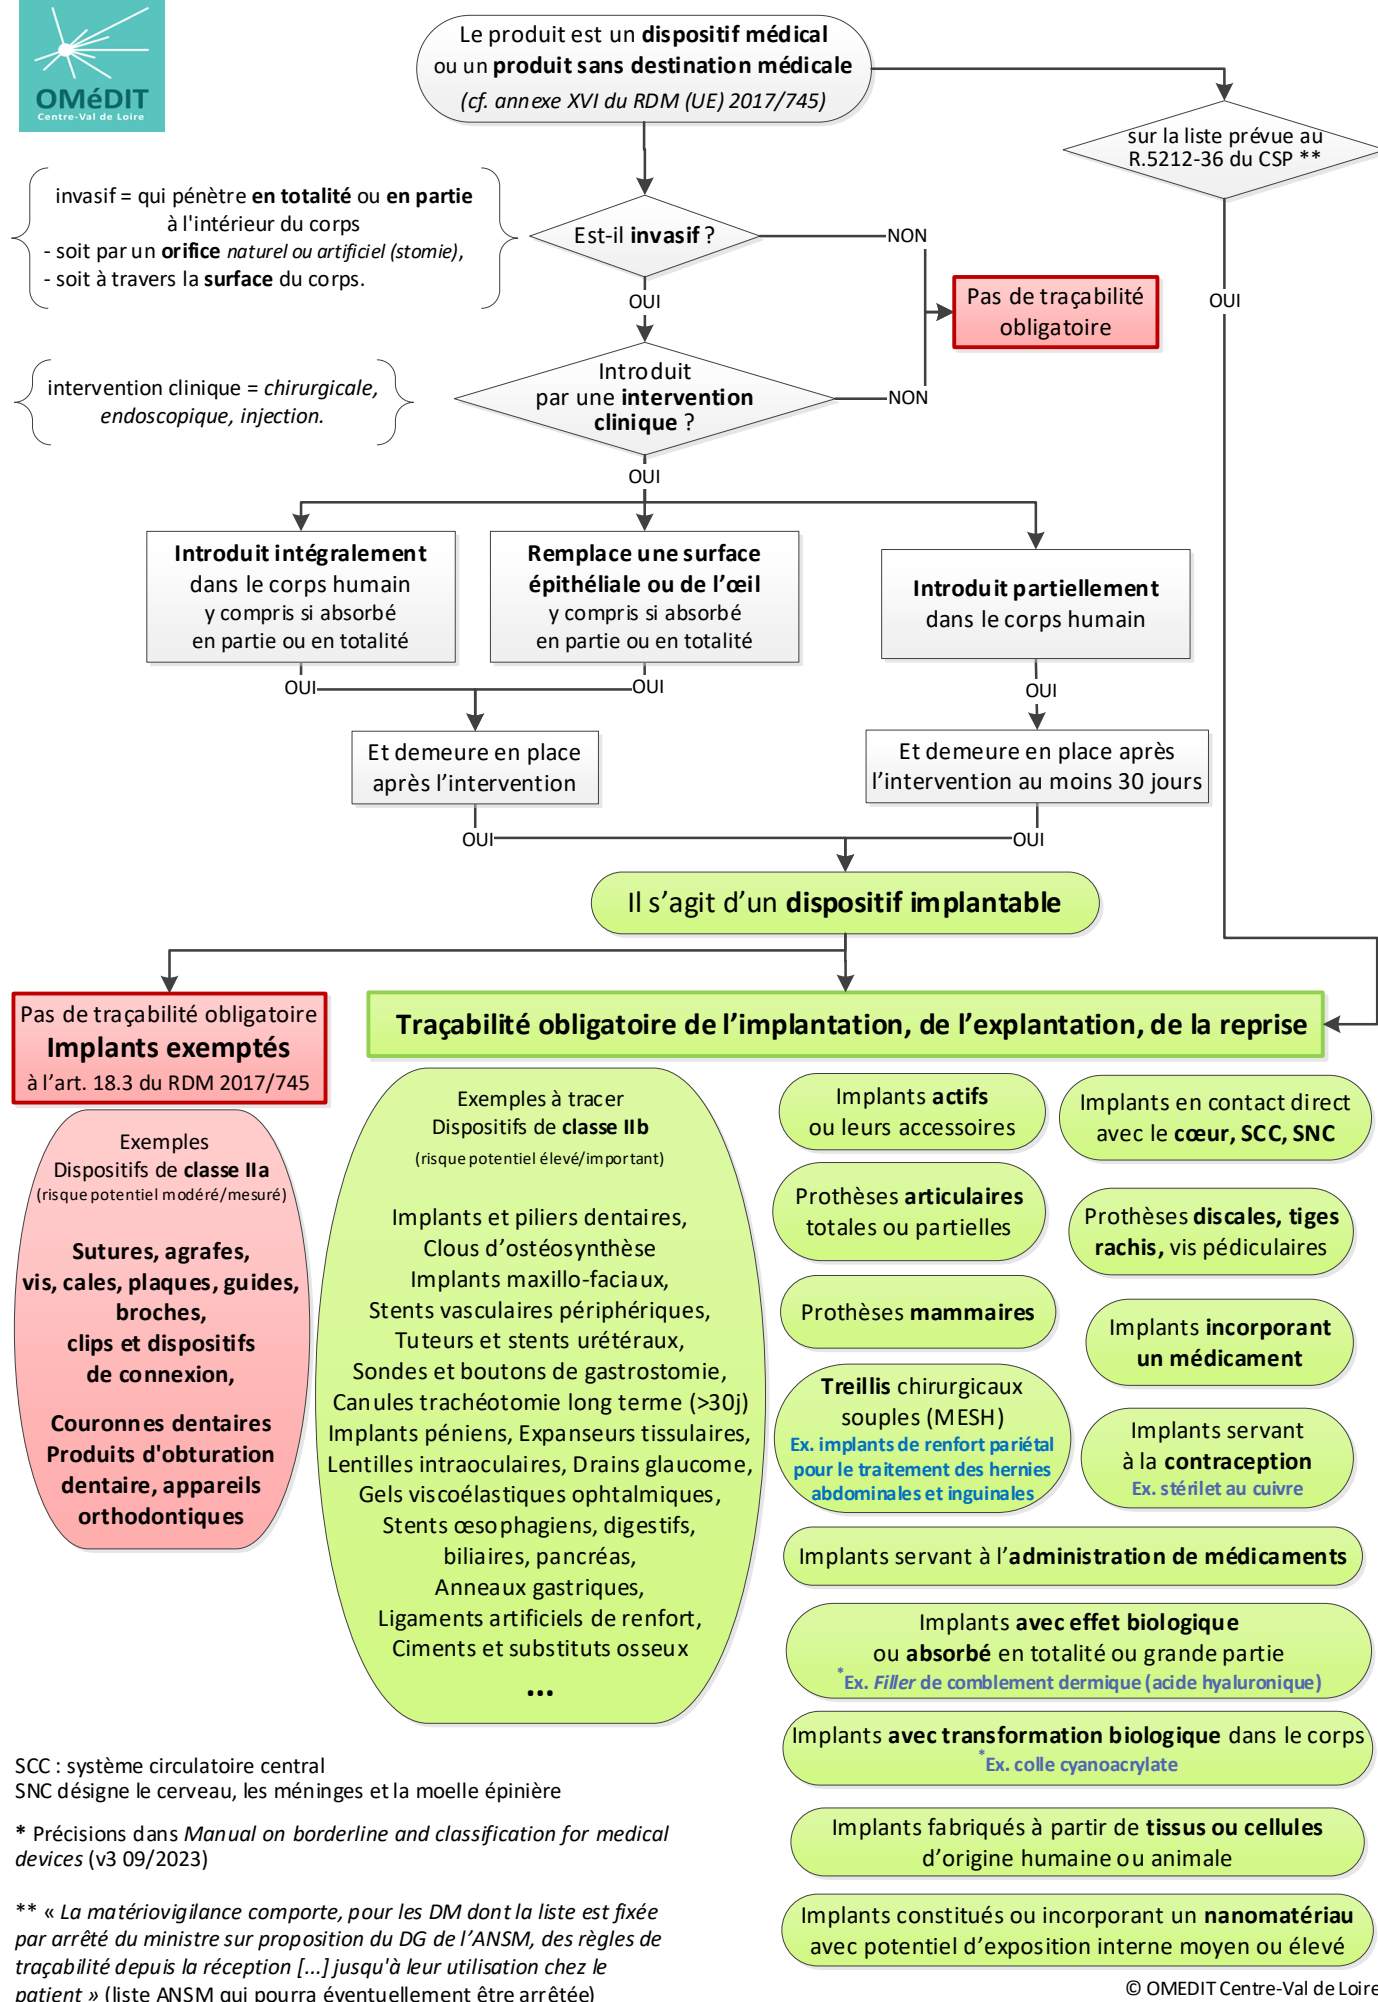 OMéDIT
Centre-Val de Loire
Le produit est un dispositif médical
ou un produit sans destination médicale
(cf. annexe XVI du RDM (UE) 2017/745)
sur la liste prévue au
R.5212-36 du CSP **
invasif = qui pénètre en totalité ou en partie
à l'intérieur du corps
- soit par un orifice naturel ou artificiel (stomie),
- soit à travers la surface du corps.
Est-il invasif ?
NON
OUI
Pas de traçabilité
obligatoire
OUI
intervention clinique = chirurgicale,
endoscopique, injection.
Introduit
par une intervention
clinique ?
NON
OUI
Introduit intégralement
dans le corps humain
y compris si absorbé
en partie ou en totalité
Remplace une surface
épithéliale ou de l’œil
y compris si absorbé
en partie ou en totalité
Introduit partiellement
dans le corps humain
OUI
OUI
OUI
Et demeure en place
après l’intervention
Et demeure en place après
l’intervention au moins 30 jours
OUI
OUI
Il s’agit d’un dispositif implantable
Pas de traçabilité obligatoire
Implants exemptés
à l’art. 18.3 du RDM 2017/745
Traçabilité obligatoire de l’implantation, de l’explantation, de la reprise
Exemples
Dispositifs de classe IIa
(risque potentiel modéré/mesuré)
Sutures, agrafes,
vis, cales, plaques, guides,
broches,
clips et dispositifs
de connexion,
Couronnes dentaires
Produits d'obturation
dentaire, appareils
orthodontiques
Exemples à tracer
Dispositifs de classe IIb
(risque potentiel élevé/important)
Implants et piliers dentaires,
Clous d’ostéosynthèse
Implants maxillo-faciaux,
Stents vasculaires périphériques,
Tuteurs et stents urétéraux,
Sondes et boutons de gastrostomie,
Canules trachéotomie long terme (>30j)
Implants péniens, Expanseurs tissulaires,
Lentilles intraoculaires, Drains glaucome,
Gels viscoélastiques ophtalmiques,
Stents œsophagiens, digestifs,
biliaires, pancréas,
Anneaux gastriques,
Ligaments artificiels de renfort,
Ciments et substituts osseux
...
Implants actifs
ou leurs accessoires
Implants en contact direct
avec le cœur, SCC, SNC
Prothèses articulaires
totales ou partielles
Prothèses discales, tiges
rachis, vis pédiculaires
Prothèses mammaires
Implants incorporant
un médicament
Treillis chirurgicaux
souples (MESH)
Ex. implants de renfort pariétal
pour le traitement des hernies
abdominales et inguinales
Implants servant
à la contraception
Ex. stérilet au cuivre
Implants servant à l’administration de médicaments
Implants avec effet biologique
ou absorbé en totalité ou grande partie
*Ex. Filler de comblement dermique (acide hyaluronique)
Implants avec transformation biologique dans le corps
*Ex. colle cyanoacrylate
Implants fabriqués à partir de tissus ou cellules
d’origine humaine ou animale
Implants constitués ou incorporant un nanomatériau
avec potentiel d’exposition interne moyen ou élevé
SCC : système circulatoire central
SNC désigne le cerveau, les méninges et la moelle épinière
* Précisions dans Manual on borderline and classification for medical
devices (v3 09/2023)
** « La matériovigilance comporte, pour les DM dont la liste est fixée
par arrêté du ministre sur proposition du DG de l’ANSM, des règles de
traçabilité depuis la réception [...] jusqu'à leur utilisation chez le
patient » (liste ANSM qui pourra éventuellement être arrêtée)
© OMEDIT Centre-Val de Loire